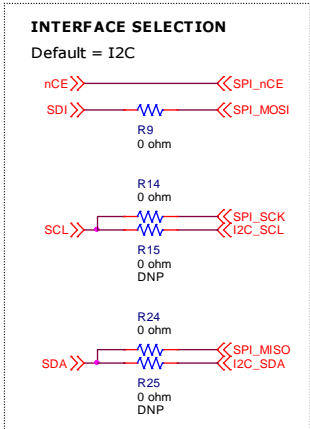 INTERFACE SELECTION
Default = I2C
nCE SPI_nCE
SDI SPI_MOSI
R9
0 ohm
R14
0 ohm
SPI_SCK
SCL I2C_SCL
R15
0 ohm
DNP
R24
0 ohm
SPI_MISO
SDA I2C_SDA
R25
0 ohm
DNP